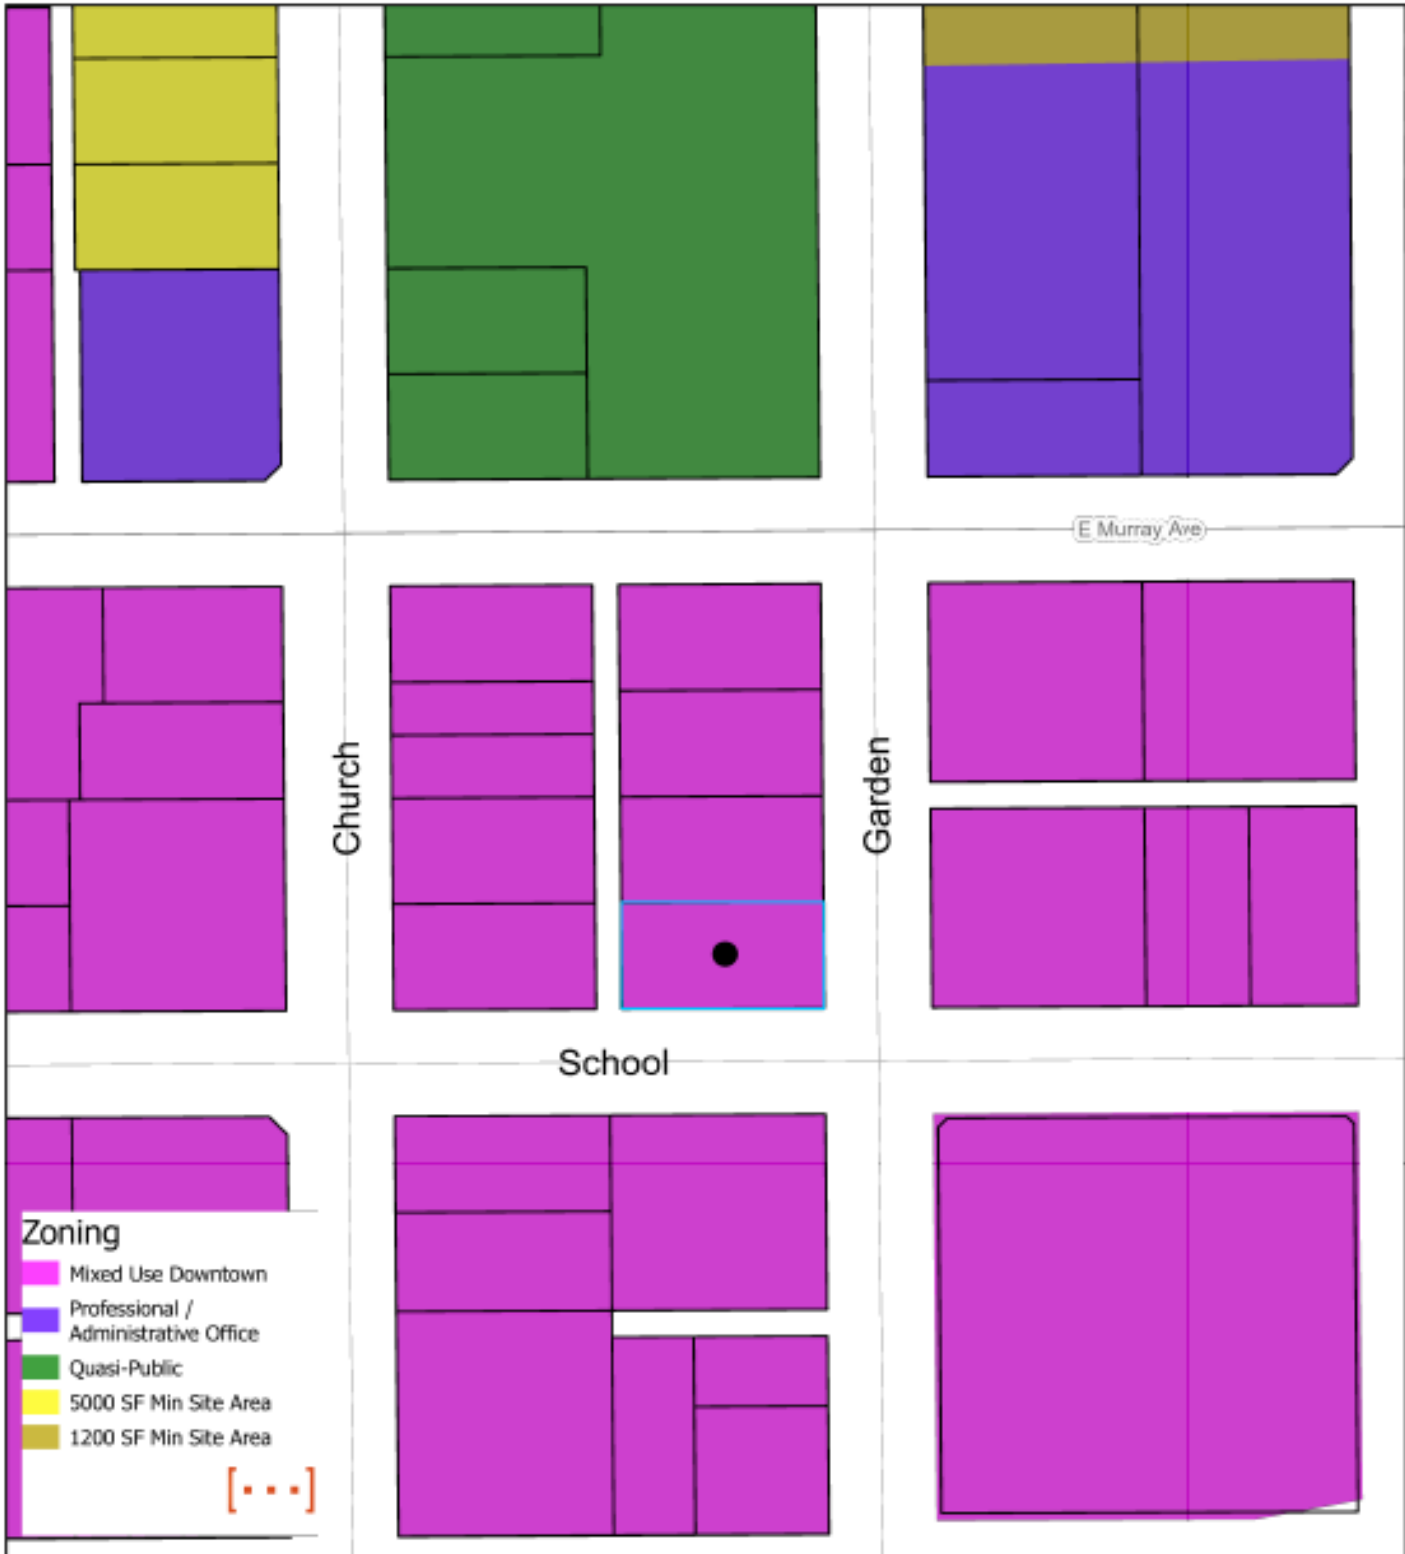 E Murray Ave
Church
Garden
School
Zoning
Mixed Use Downtown
Professional /
Administrative Office
Quasi-Public
5000 SF Min Site Area
1200 SF Min Site Area
[...]